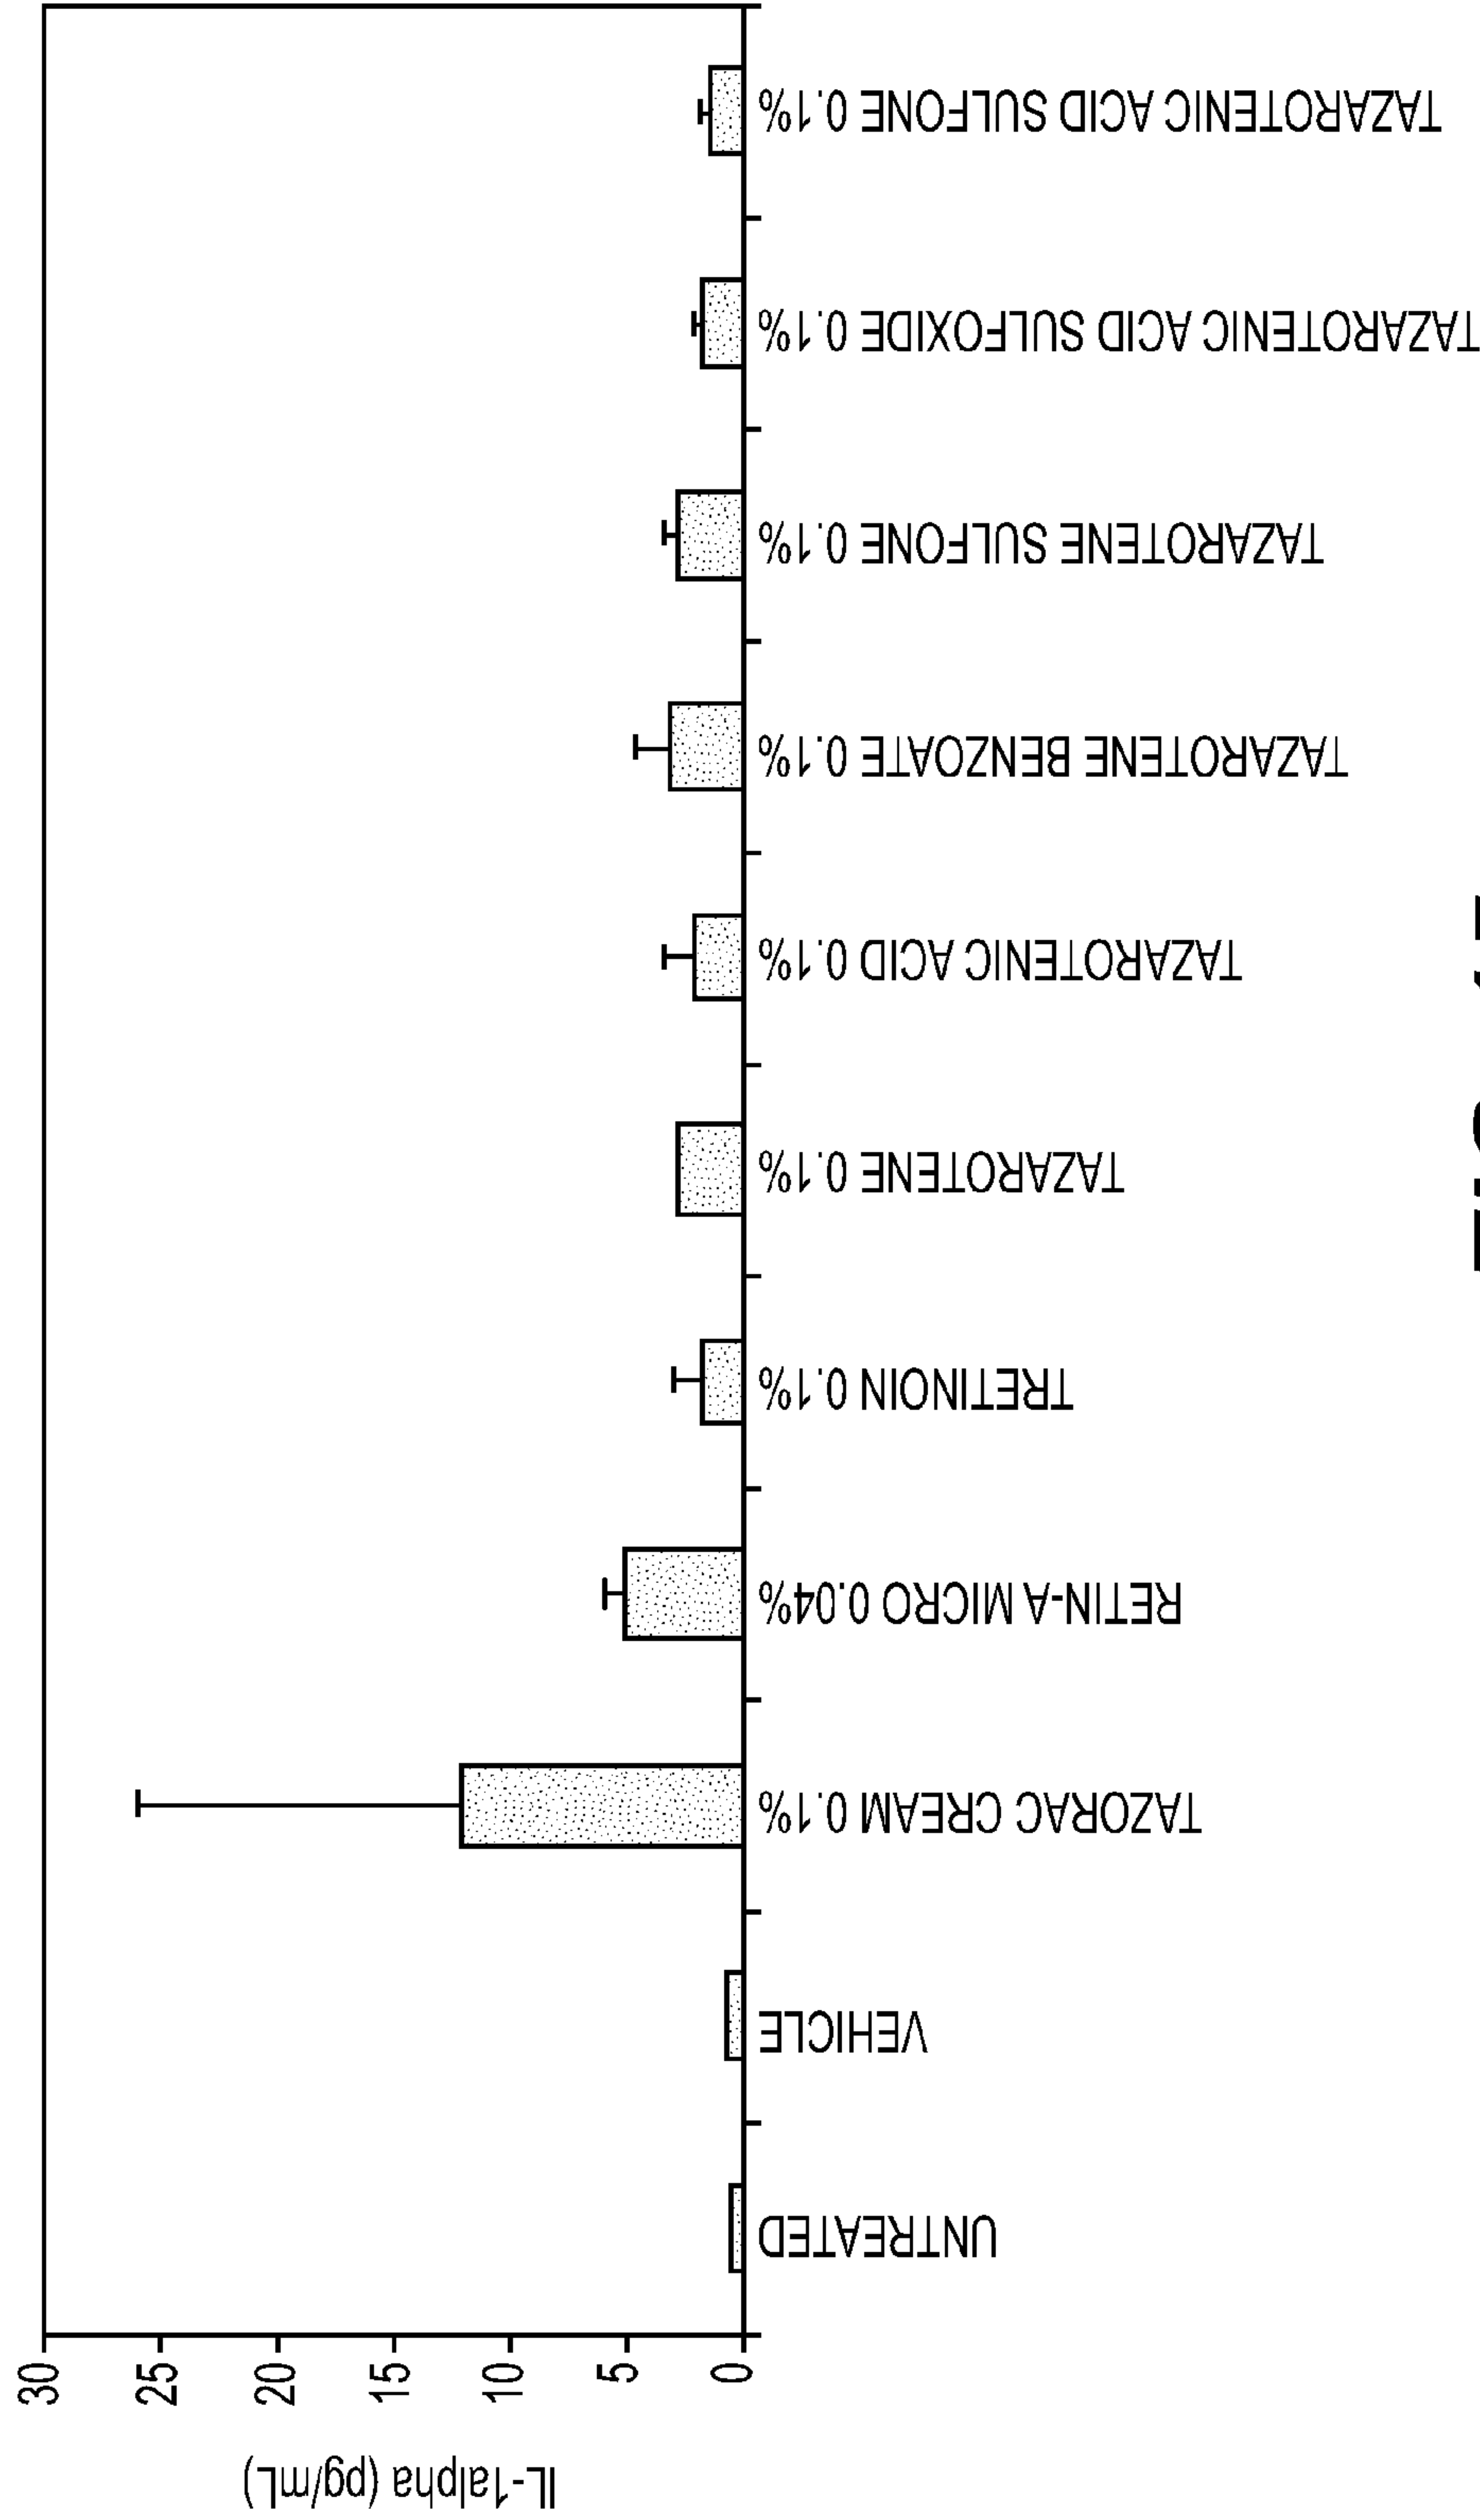 IL-1alpha (pg/mL)
30
25
20
15
10
5
0
UNTREATED
VEHICLE
TAZORAC CREAM 0.1%
RETIN-A MICRO 0.04%
TRETINOIN 0.1%
TAZAROTENE 0.1%
TAZAROTENIC ACID 0.1%
TAZAROTENE BENZOATE 0.1%
TAZAROTENE SULFONE 0.1%
TAZAROTENIC ACID SULFOXIDE 0.1%
TAZAROTENIC ACID SULFONE 0.1%